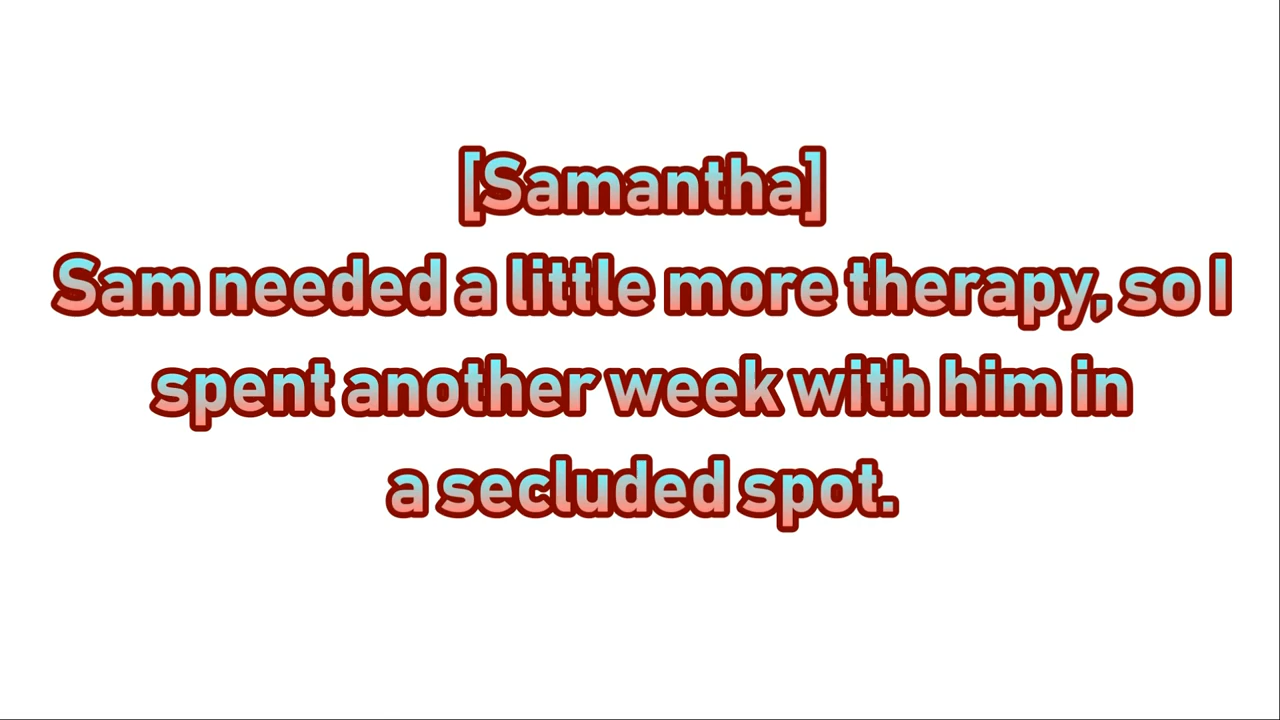 [Samantha]
Sam needed a little more therapy, so I
spent another week with him in
a secluded spot.